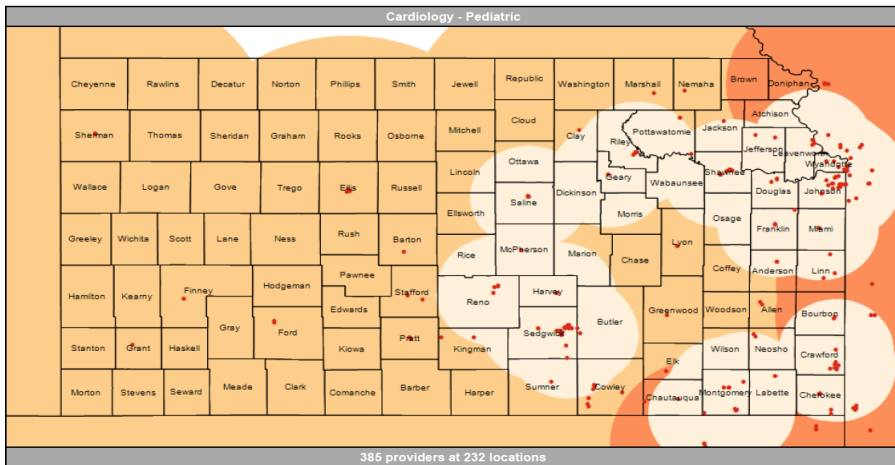 Cardiology - Pediatric
Cheyenne Rawlins Decatur Norton Phillips Smith Jewell Republic Washington Marshall Nemaha Brown Doniphan
Sherman Thomas Sheridan Graham Rooks Osborne Mitchell Cloud Clay Riley Pottawatomie Jackson Atchison
Jefferson Leavenworth Wyandotte
Wallace Logan Gove Trego Ellis Russell Lincoln Ottawa Dickinson Geary Wabaunsee Shawnee Douglas Johnson
Ellsworth Saline Morris Osage
Greeley Wichita Scott Lane Ness Rush Barton Rice McPherson Marion Chase Lyon Coffey Franklin Miami
Anderson Linn
Hamilton Kearny Finney Hodgeman Pawnee Stafford Reno Harvey
Gray Ford Edwards Sedgwick Butler Greenwood Woodson Allen Bourbon
Stanton Grant Haskell Kiowa Pratt Kingman Elk Wilson Neosho Crawford
Morton Stevens Seward Meade Clark Comanche Barber Harper Sumner Cowley Chautauqua Montgomery Labette Cherokee
385 providers at 232 locations